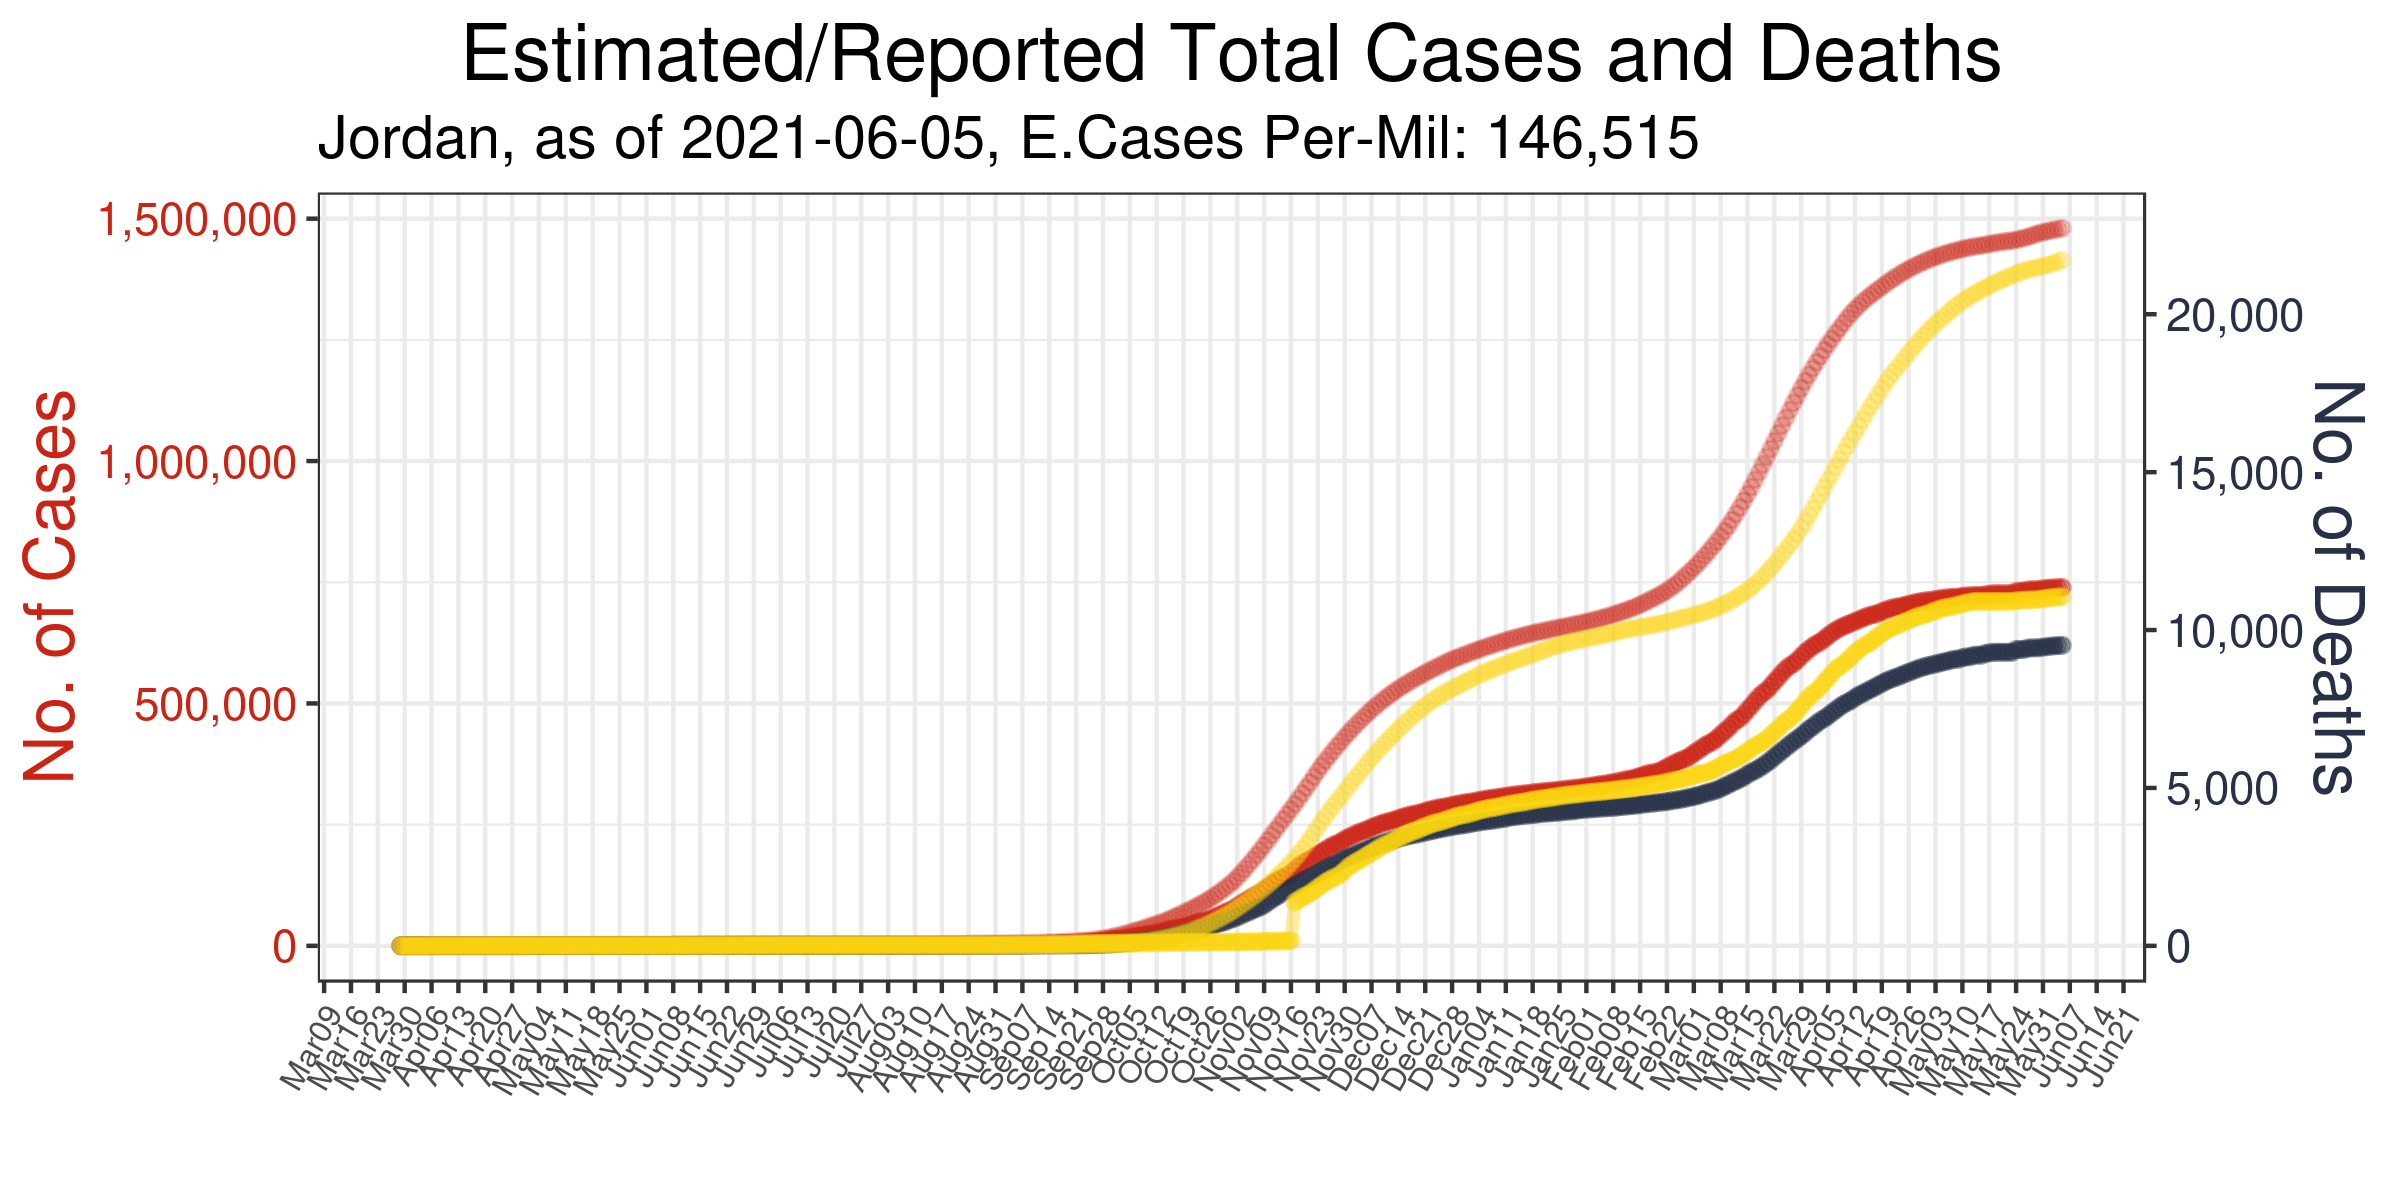 Estimated/Reported Total Cases and Deaths
Jordan, as of 2021-06-05, E.Cases Per-Mil: 146,515
No. of Cases
1,500,000
1,000,000
500,000
0
No. of Deaths
20,000
15,000
10,000
5,000
0
Mar09
Mar16
Mar23
Mar30
Apr06
Apr13
Apr20
Apr27
May04
May11
May18
May25
Jun01
Jun08
Jun15
Jun22
Jun29
Jul06
Jul13
Jul20
Jul27
Aug03
Aug10
Aug17
Aug24
Aug31
Sep07
Sep14
Sep21
Sep28
Oct05
Oct12
Oct19
Oct26
Nov02
Nov09
Nov16
Nov23
Nov30
Dec07
Dec14
Dec21
Dec28
Jan04
Jan11
Jan18
Jan25
Feb01
Feb08
Feb15
Feb22
Mar01
Mar08
Mar15
Mar22
Mar29
Apr05
Apr12
Apr19
Apr26
May03
May10
May17
May24
May31
Jun07
Jun14
Jun21